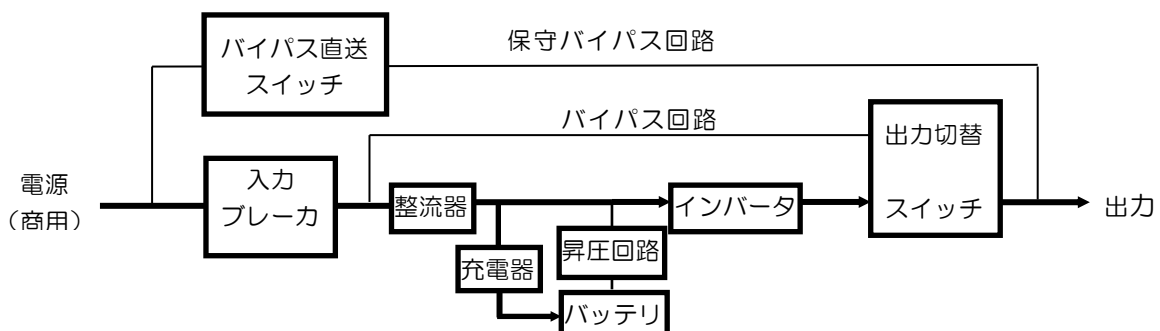 バイパス直送
スイッチ
保守バイパス回路
バイパス回路
出力切替
スイッチ
電源
（商用）
入力
ブレーカ
整流器
インバータ
出力
充電器
昇圧回路
バッテリ